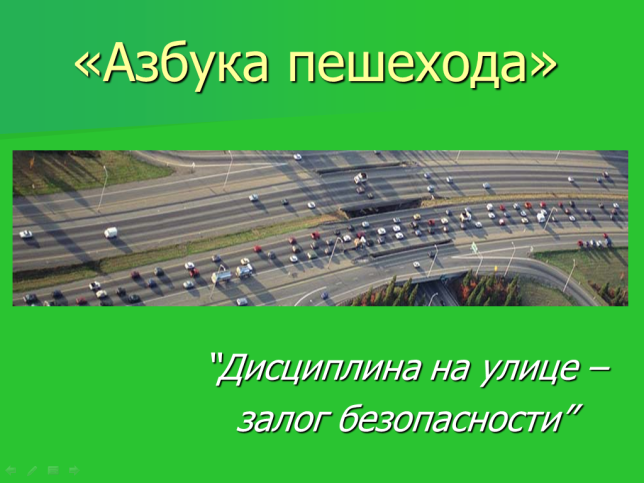 «Азбука пешехода»
“Дисциплина на улице –
залог безопасности”